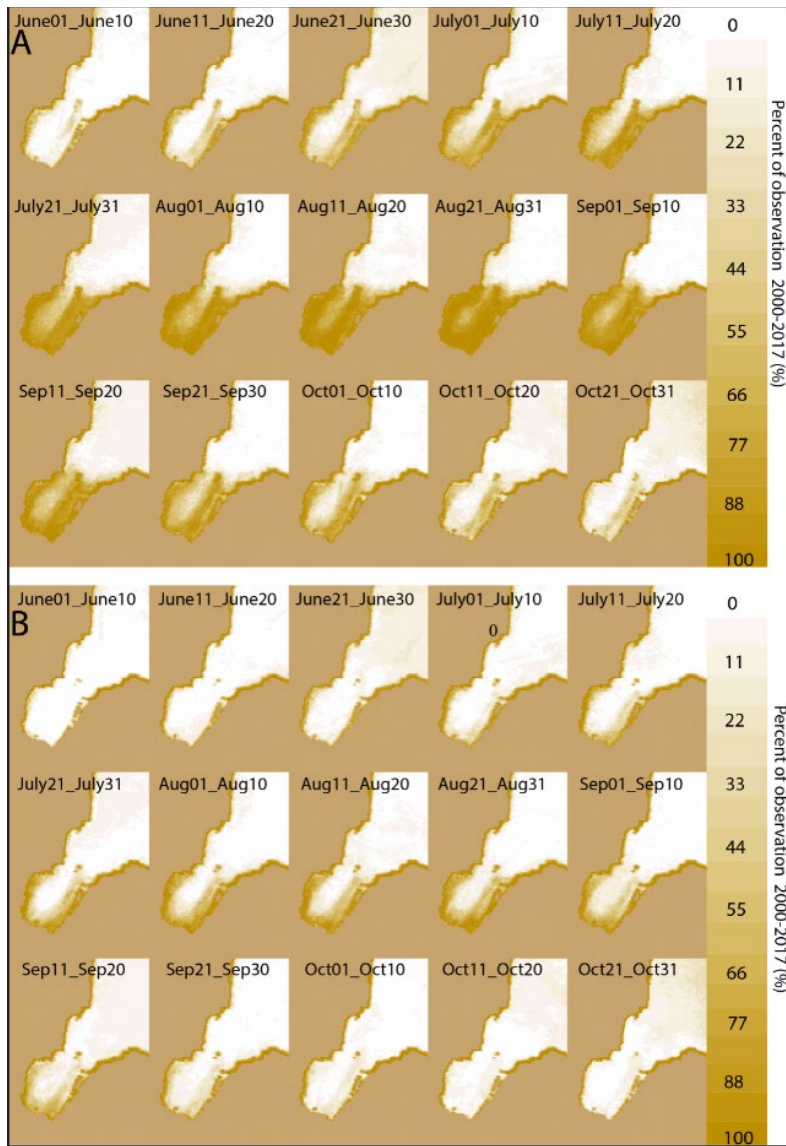 A
June01_June10 June11_June20 June21_June30 July01_July10 July11_July20
July21_July31 Aug01_Aug10 Aug11_Aug20 Aug21_Aug31 Sep01_Sep10
Sep11_Sep20 Sep21_Sep30 Oct01_Oct10 Oct11_Oct20 Oct21_Oct31
0
11
22
33
44
55
66
77
88
100
Percent of observation 2000-2017 (%)
B
June01_June10 June11_June20 June21_June30 July01_July10 July11_July20
0
July21_July31 Aug01_Aug10 Aug11_Aug20 Aug21_Aug31 Sep01_Sep10
Sep11_Sep20 Sep21_Sep30 Oct01_Oct10 Oct11_Oct20 Oct21_Oct31
0
11
22
33
44
55
66
77
88
100
Percent of observation 2000-2017 (%)